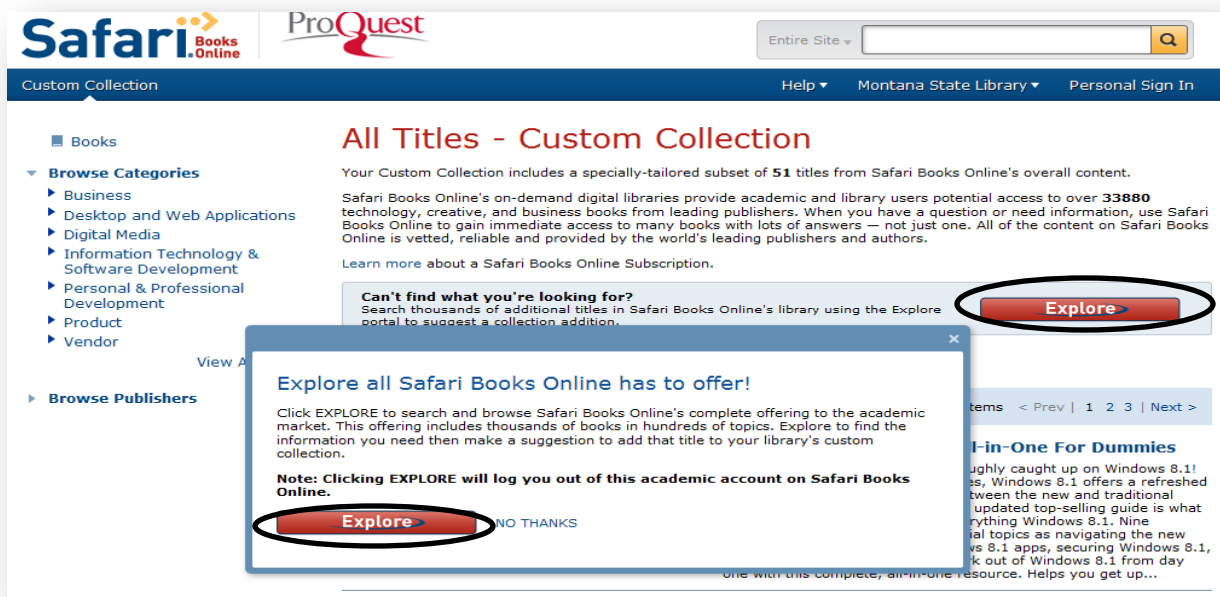 Safari Books Online
ProQuest
Entire Site
Custom Collection
Help
Montana State Library
Personal Sign In
Books
Browse Categories
Business
Desktop and Web Applications
Digital Media
Information Technology &
Software Development
Personal & Professional
Development
Product
Vendor
View A
Browse Publishers
All Titles - Custom Collection
Your Custom Collection includes a specially-tailored subset of 51 titles from Safari Books Online's overall content.
Safari Books Online's on-demand digital libraries provide academic and library users potential access to over 33880
technology, creative, and business books from leading publishers. When you have a question or need information, use Safari
Books Online to gain immediate access to many books with lots of answers — not just one. All of the content on Safari Books
Online is vetted, reliable and provided by the world's leading publishers and authors.
Learn more about a Safari Books Online Subscription.
Can't find what you're looking for?
Search thousands of additional titles in Safari Books Online's library using the Explore
portal to suggest a collection addition.
Explore
Explore all Safari Books Online has to offer!
Click EXPLORE to search and browse Safari Books Online's complete offering to the academic
market. This offering includes thousands of books in hundreds of topics. Explore to find the
information you need then make a suggestion to add that title to your library's custom
collection.
Note: Clicking EXPLORE will log you out of this academic account on Safari Books
Online.
Explore
NO THANKS
tems < Prev | 1 2 3 | Next >
ll-in-One For Dummies
ughly caught up on Windows 8.1!
es, Windows 8.1 offers a refreshed
tween the new and traditional
updated top-selling guide is what
rything Windows 8.1. Nine
ial topics as navigating the new
ws 8.1 apps, securing Windows 8.1,
rk out of Windows 8.1 from day
one with this complete, all-in-one resource. Helps you get up...